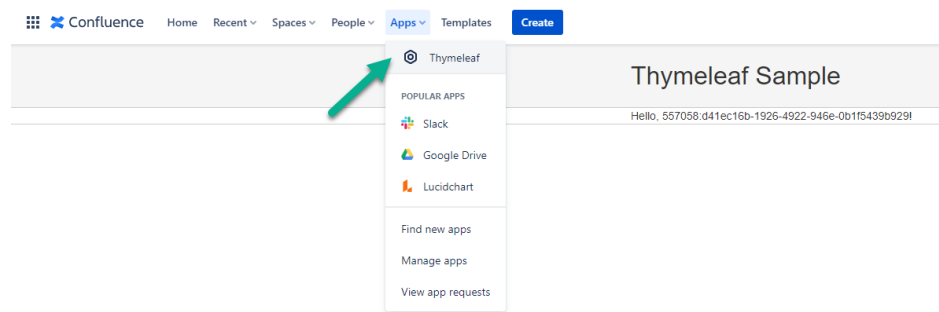 Confluence Home Recent Spaces People Apps Templates Create
Thymeleaf
Thymeleaf Sample
POPULAR APPS
Hello, 557058:d41ec16b-1926-4922-946e-0b1f5439b929!
Slack
Google Drive
Lucidchart
Find new apps
Manage apps
View app requests